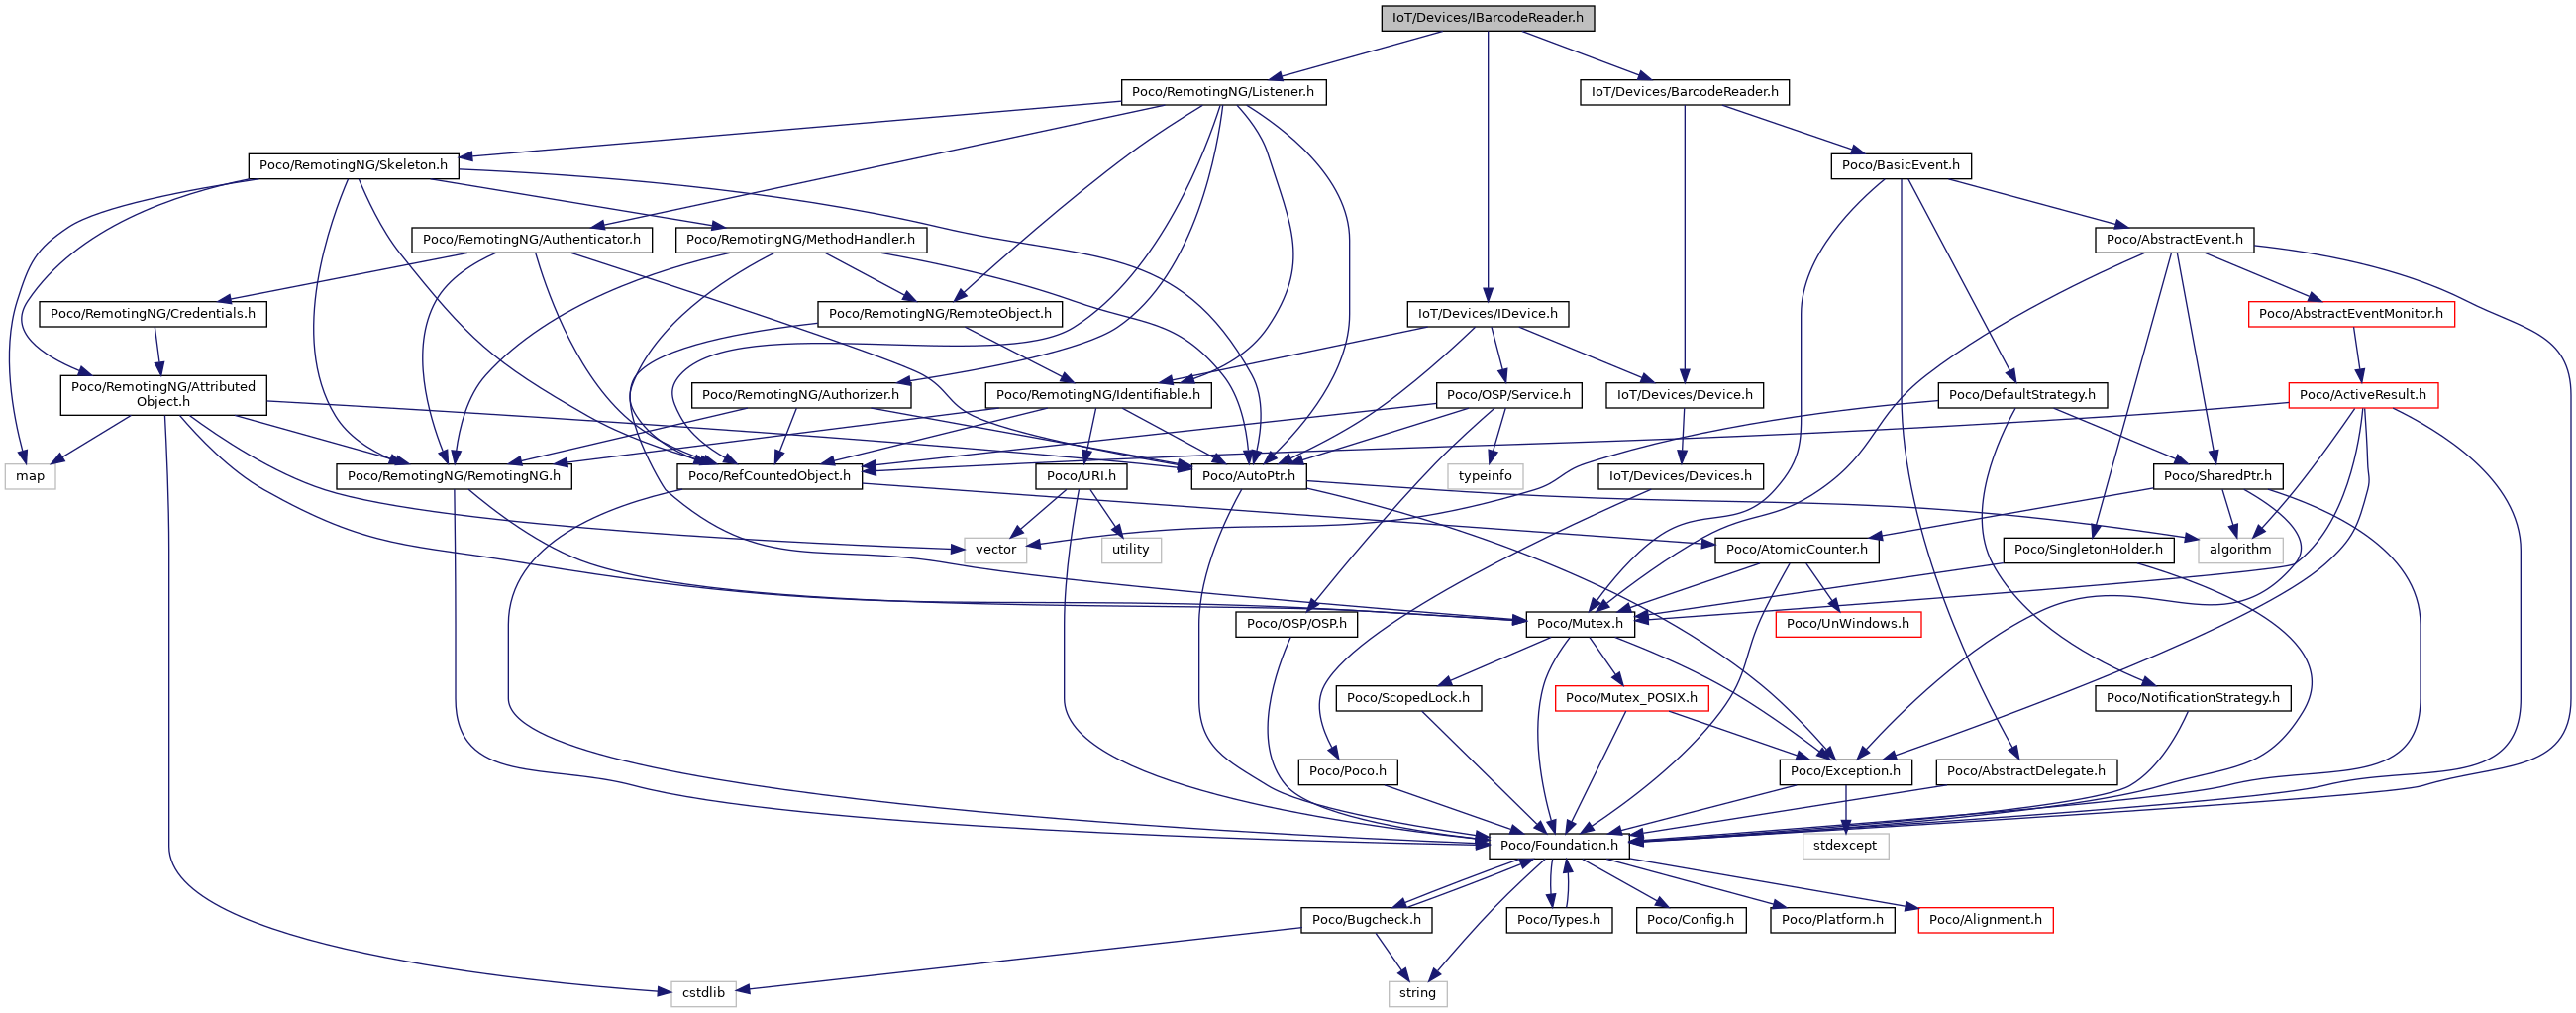 IoT/Devices/IBarcodeReader.h
Poco/RemotingNG/Listener.h
IoT/Devices/BarcodeReader.h
Poco/RemotingNG/Skeleton.h
Poco/BasicEvent.h
Poco/RemotingNG/Authenticator.h
Poco/RemotingNG/MethodHandler.h
Poco/AbstractEvent.h
Poco/RemotingNG/Credentials.h
Poco/RemotingNG/RemoteObject.h
IoT/Devices/IDevice.h
Poco/AbstractEventMonitor.h
Poco/RemotingNG/Attributed
Object.h
Poco/RemotingNG/Authorizer.h
Poco/RemotingNG/Identifiable.h
Poco/OSP/Service.h
IoT/Devices/Device.h
Poco/DefaultStrategy.h
Poco/ActiveResult.h
map
Poco/RemotingNG/RemotingNG.h
Poco/RefCountedObject.h
Poco/URI.h
Poco/AutoPtr.h
typeinfo
IoT/Devices/Devices.h
Poco/SharedPtr.h
vector
utility
Poco/AtomicCounter.h
Poco/SingletonHolder.h
algorithm
Poco/OSP/OSP.h
Poco/Mutex.h
Poco/UnWindows.h
Poco/ScopedLock.h
Poco/Mutex_POSIX.h
Poco/NotificationStrategy.h
Poco/Poco.h
Poco/Exception.h
Poco/AbstractDelegate.h
Poco/Foundation.h
stdexcept
Poco/Bugcheck.h
Poco/Types.h
Poco/Config.h
Poco/Platform.h
Poco/Alignment.h
cstdlib
string